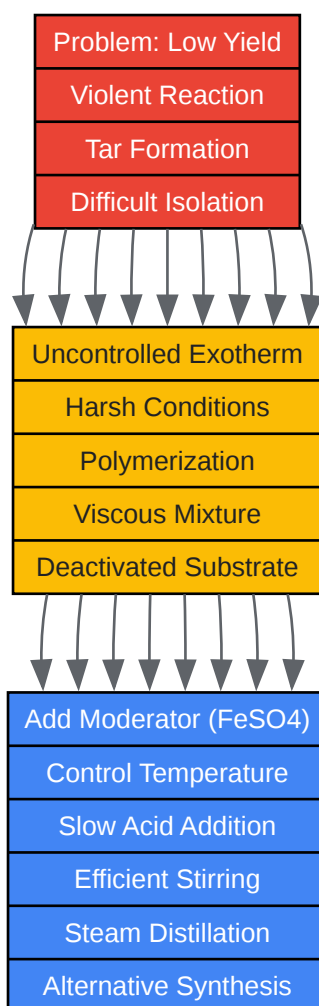 Problem: Low Yield
Violent Reaction
Tar Formation
Difficult Isolation
Uncontrolled Exotherm
Harsh Conditions
Polymerization
Viscous Mixture
Deactivated Substrate
Add Moderator (FeSO4)
Control Temperature
Slow Acid Addition
Efficient Stirring
Steam Distillation
Alternative Synthesis